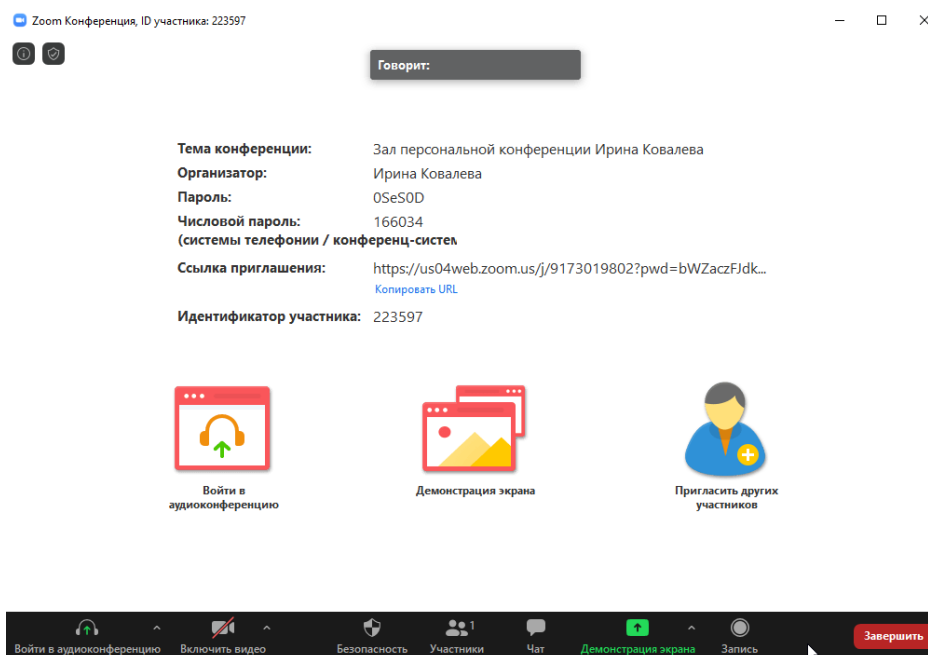 Zoom Конференция, ID участника: 223597
Говорит:
Тема конференции: Зал персональной конференции Ирина Ковалева
Организатор: Ирина Ковалева
Пароль: 0SeS0D
Числовой пароль: 166034
(системы телефонии / конференц-систем
Ссылка приглашения: https://us04web.zoom.us/j/9173019802?pwd=bWZaczFJdk...
Копировать URL
Идентификатор участника: 223597
Войти в
аудиоконференцию
Демонстрация экрана
Пригласить других
участников
Войти в аудиоконференцию Включить видео Безопасность Участники 1 Чат Демонстрация экрана Запись Завершить